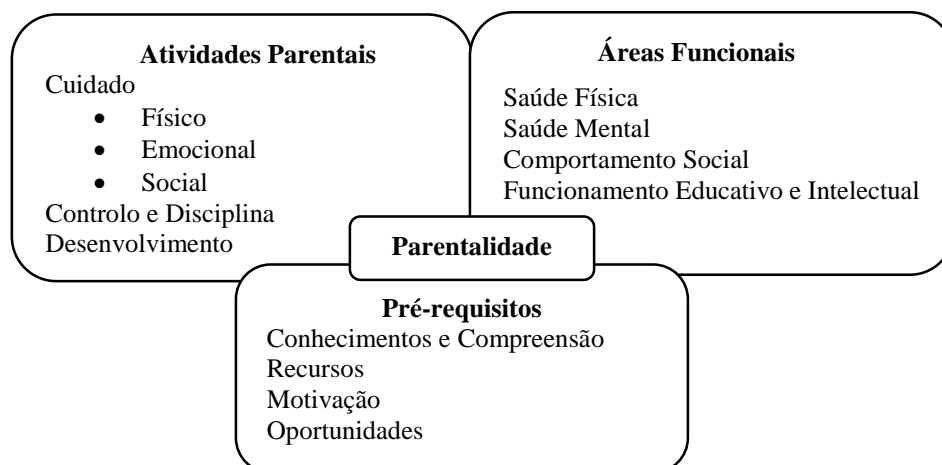 Atividades Parentais
Cuidado
• Físico
• Emocional
• Social
Controlo e Disciplina
Desenvolvimento
Áreas Funcionais
Saúde Física
Saúde Mental
Comportamento Social
Funcionamento Educativo e Intelectual
Parentalidade
Pré-requisitos
Conhecimentos e Compreensão
Recursos
Motivação
Oportunidades